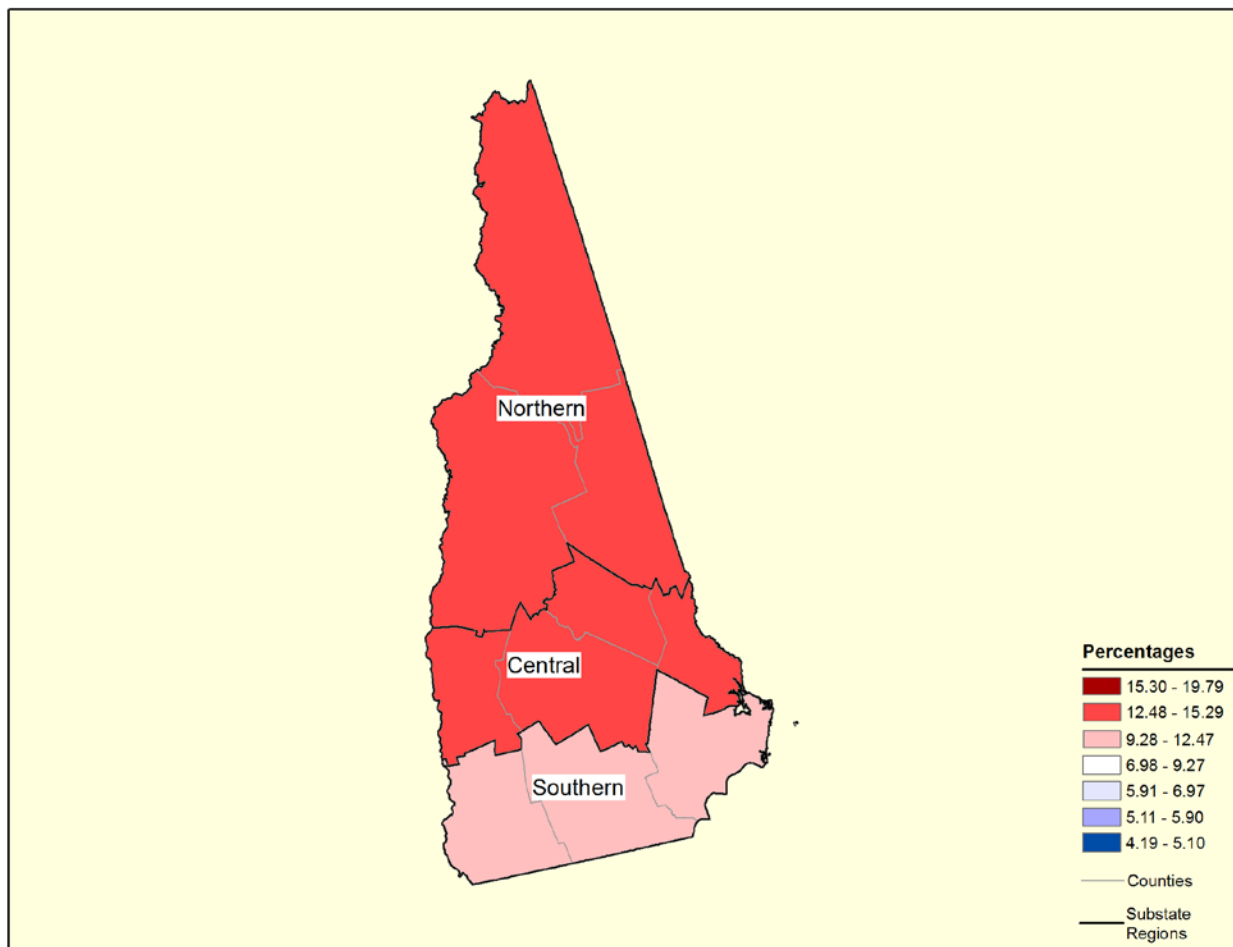 Northern
Central
Southern
Percentages
15.30 - 19.79
12.48 - 15.29
9.28 - 12.47
6.98 - 9.27
5.91 - 6.97
5.11 - 5.90
4.19 - 5.10
Counties
Substate
Regions